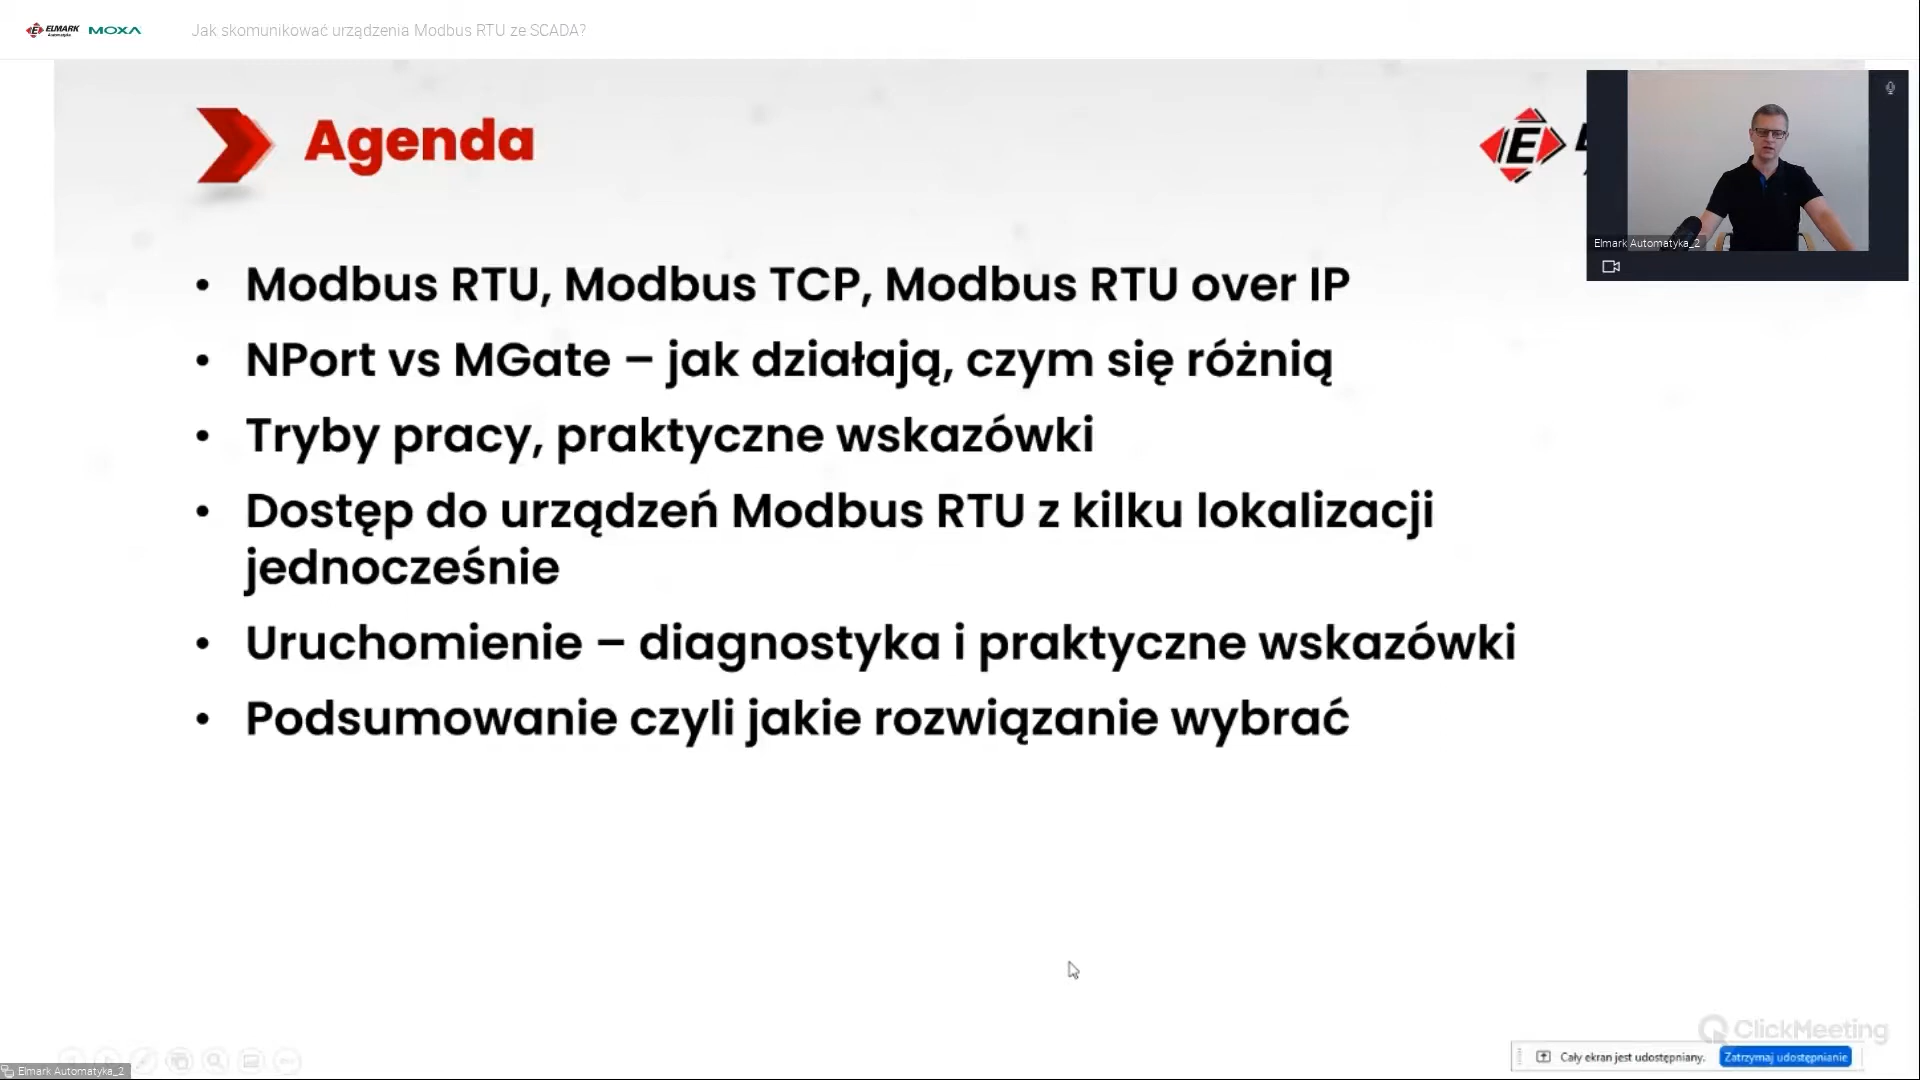 ELMARK
Automatyka
MOXA
Jak skomunikować urządzenia Modbus RTU ze SCADA?
Agenda
E
Elmark Automatyka_2
• Modbus RTU, Modbus TCP, Modbus RTU over IP
• NPort vs MGate – jak działają, czym się różnią
• Tryby pracy, praktyczne wskazówki
• Dostęp do urządzeń Modbus RTU z kilku lokalizacji
jednocześnie
• Uruchomienie – diagnostyka i praktyczne wskazówki
• Podsumowanie czyli jakie rozwiązanie wybrać
ClickMeeting
Cały ekran jest udostępniany.
Zatrzymaj udostępnianie
Elmark Automatyka_2